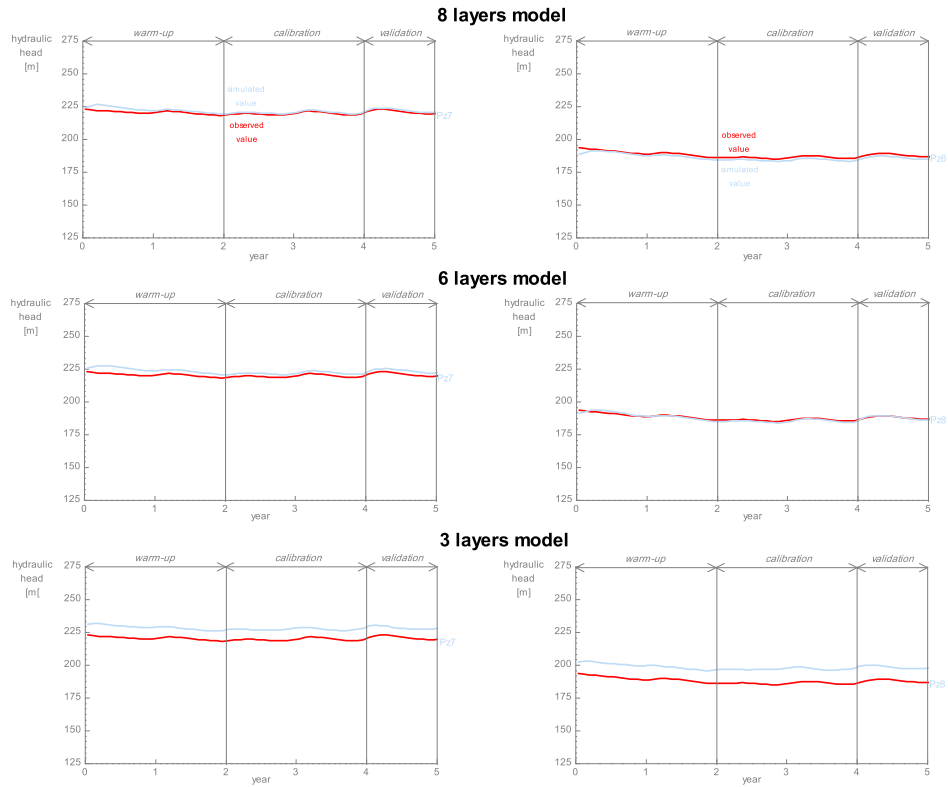 8 layers model
hydraulic
head
[m]
warm-up
calibration
validation
275
250
225
200
175
150
125
0
1
2
3
4
5
year
simulated
value
observed
value
Pz7
hydraulic
head
[m]
warm-up
calibration
validation
275
250
225
200
175
150
125
0
1
2
3
4
5
year
observed
value
simulated
value
Pz8
6 layers model
hydraulic
head
[m]
warm-up
calibration
validation
275
250
225
200
175
150
125
0
1
2
3
4
5
year
Pz7
hydraulic
head
[m]
warm-up
calibration
validation
275
250
225
200
175
150
125
0
1
2
3
4
5
year
Pz8
3 layers model
hydraulic
head
[m[
warm-up
calibration
validation
275
250
225
200
175
150
125
0
1
2
3
4
5
year
Pz7
hydraulic
head
[m]
warm-up
calibration
validation
275
250
225
200
175
150
125
0
1
2
3
4
5
year
Pz8